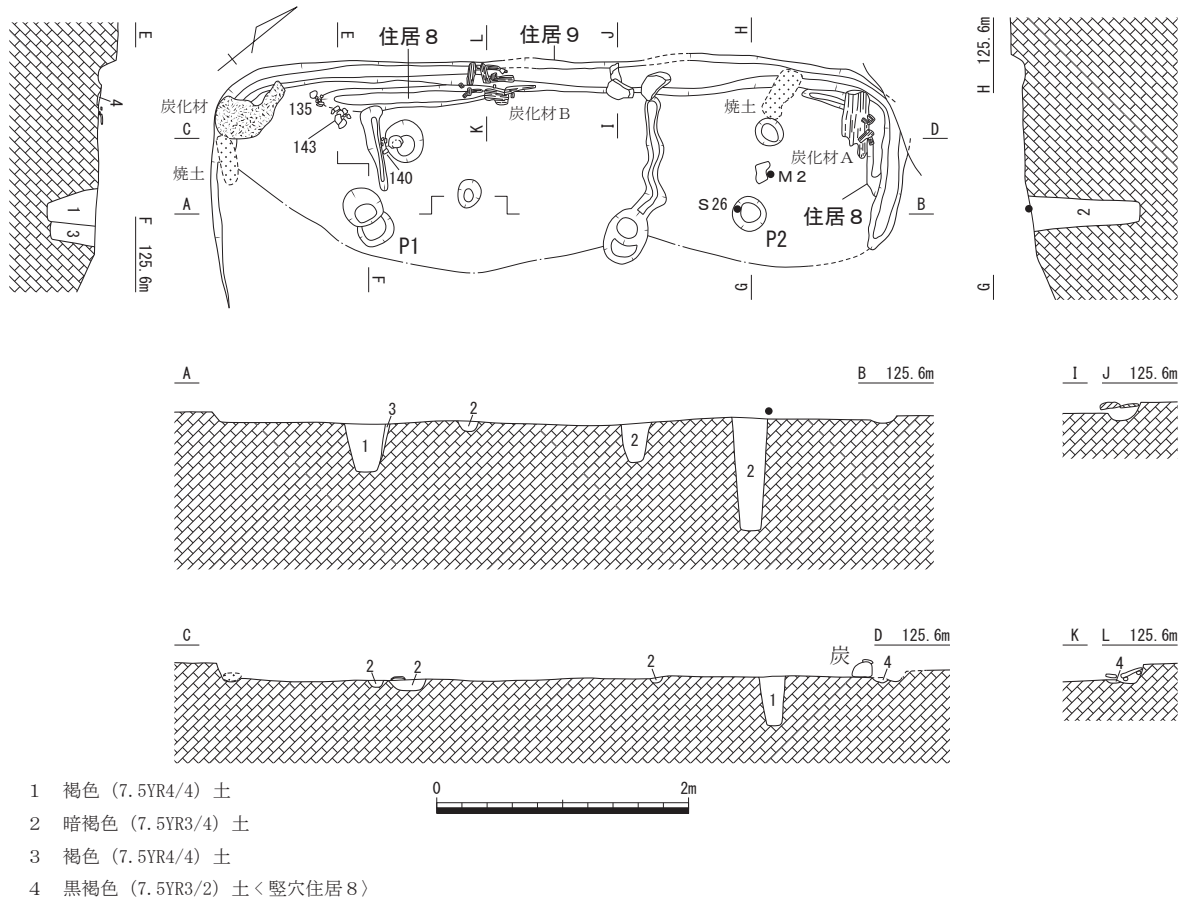 E
E
住居８
L
住居９
J
H
H 125.6m
4
炭化材
135
143
140
焼土
C
K
炭化材Ｂ
I
焼土
炭化材Ａ
D
M 2
S 26
住居８
A
B
1
3
2
F 125.6m
P1
F
P2
G
G
A
B 125.6m
I J 125.6m
3
2
1
2
2
C
D 125.6m
K L 125.6m
2
2
2
炭
4
1
4
0 2m
1 褐色 (7.5YR4/4) 土
2 暗褐色 (7.5YR3/4) 土
3 褐色 (7.5YR4/4) 土
4 黒褐色 (7.5YR3/2) 土〈竪穴住居８〉